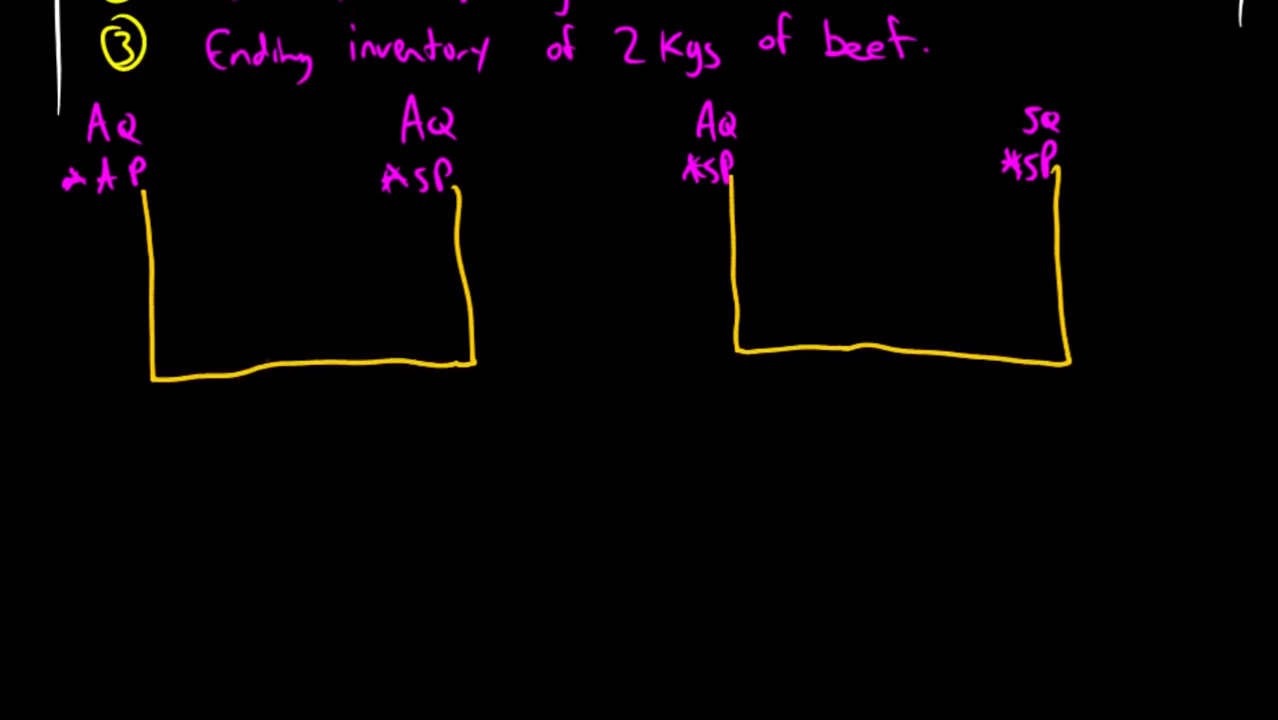 ③ Ending inventory of 2 Kgs of beef.
AQ AQ AQ SQ
*AP *SP *SP *SP